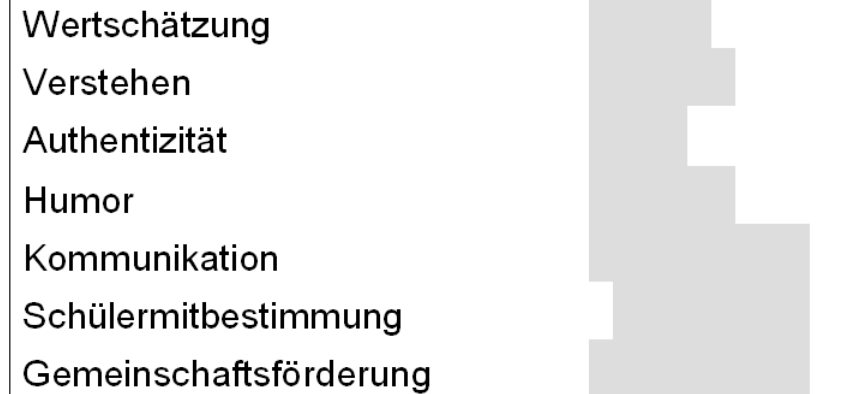 Wertschätzung
Verstehen
Authentizität
Humor
Kommunikation
Schülermitbestimmung
Gemeinschaftsförderung